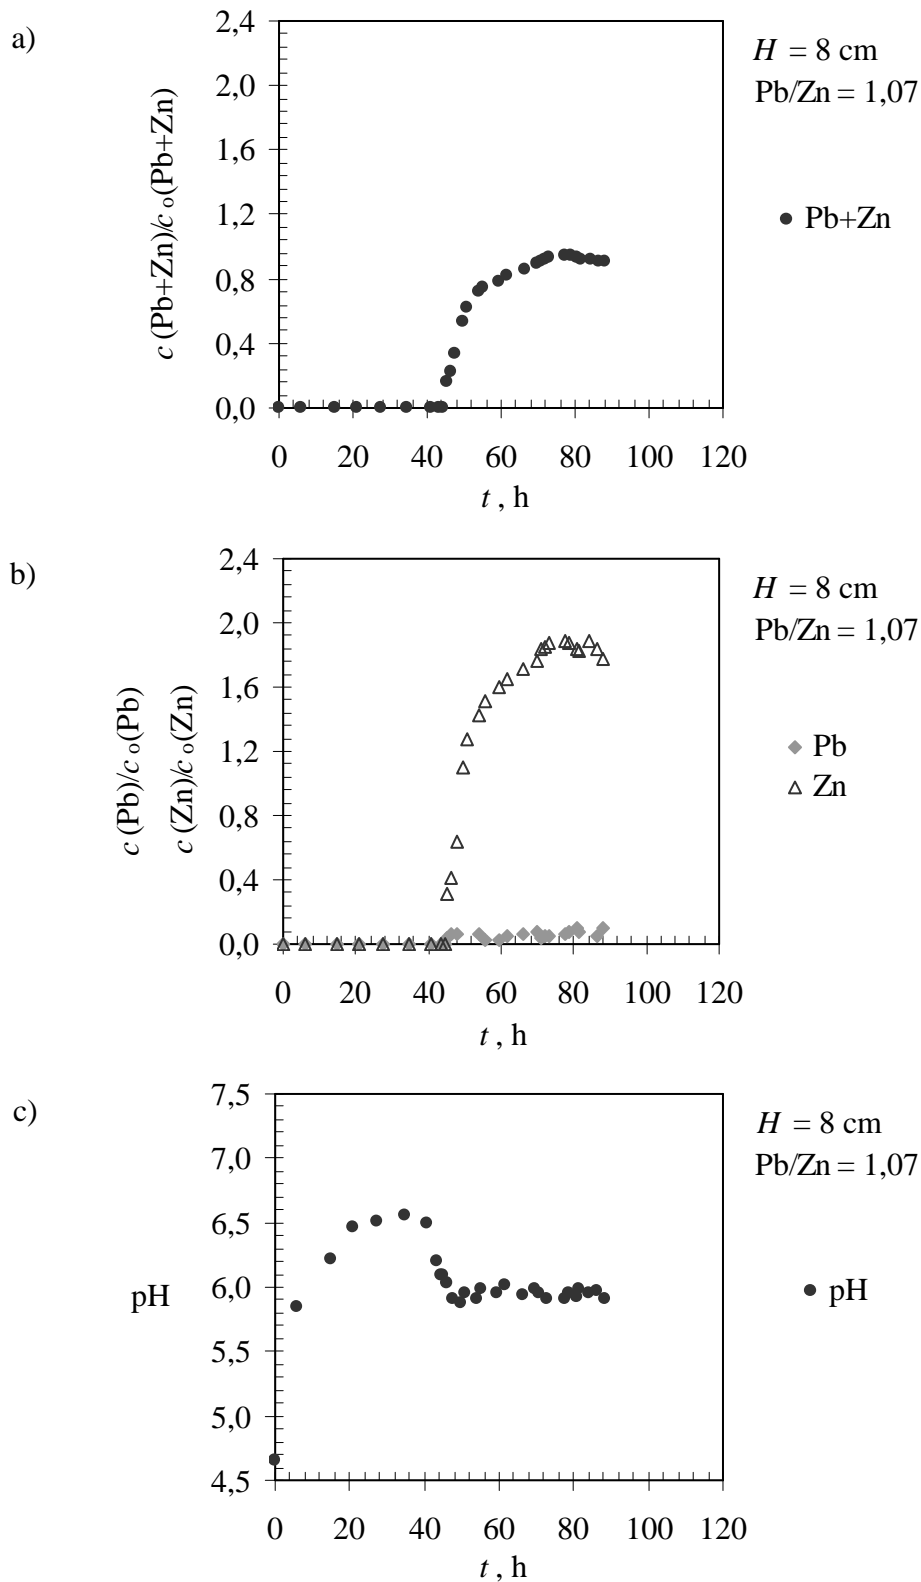 a)
2,4
2,0
1,6
1,2
0,8
0,4
0,0
c (Pb+Zn)/c o(Pb+Zn)
0 20 40 60 80 100 120
t , h
H = 8 cm
Pb/Zn = 1,07
Pb+Zn
b)
2,4
2,0
1,6
1,2
0,8
0,4
0,0
c (Pb)/c o(Pb)
c (Zn)/c o(Zn)
0 20 40 60 80 100 120
t , h
H = 8 cm
Pb/Zn = 1,07
Pb
Zn
c)
7,5
7,0
6,5
6,0
5,5
5,0
4,5
pH
0 20 40 60 80 100 120
t , h
H = 8 cm
Pb/Zn = 1,07
pH